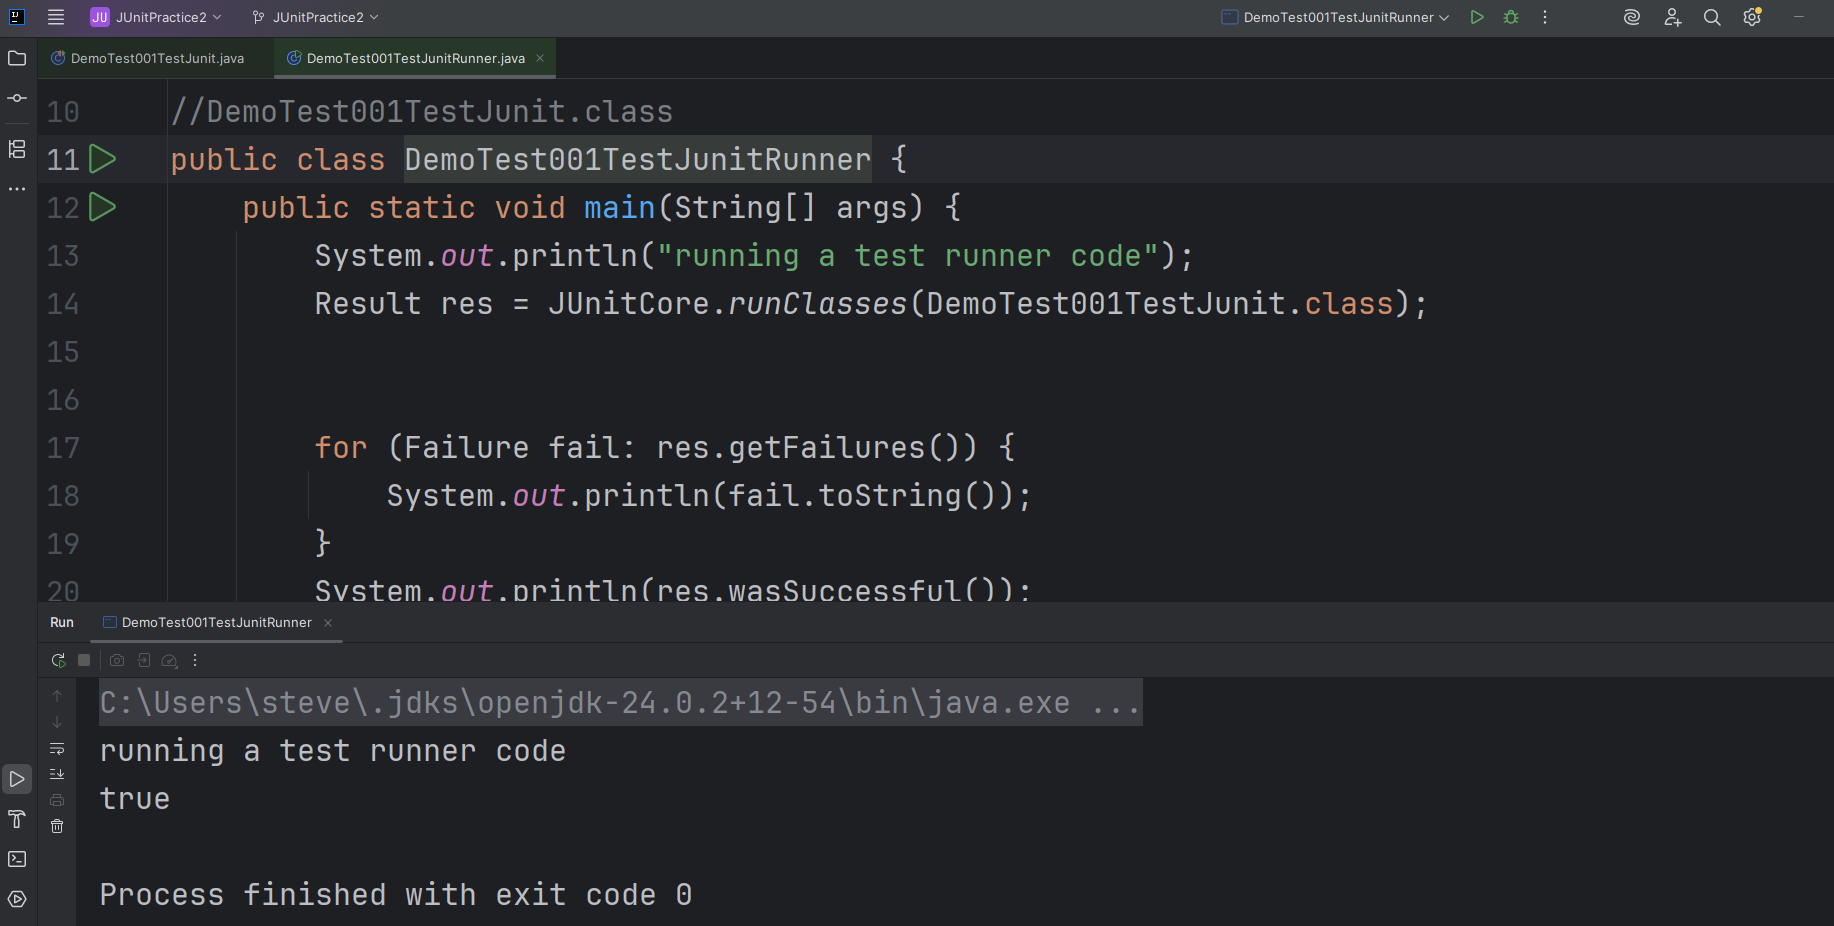 JU JUnitPractice2 JUnitPractice2 DemoTest001TestJunitRunner
DemoTest001TestJunit.java DemoTest001TestJunitRunner.java
10 //DemoTest001TestJunit.class
11 public class DemoTest001TestJunitRunner {
12 public static void main(String[] args) {
13 System.out.println("running a test runner code");
14 Result res = JUnitCore.runClasses(DemoTest001TestJunit.class);
15
16
17 for (Failure fail: res.getFailures()) {
18 System.out.println(fail.toString());
19 }
20 System.out.println(res.wasSuccessful());
Run DemoTest001TestJunitRunner
C:\Users\steve\.jdks\openjdk-24.0.2+12-54\bin\java.exe ...
running a test runner code
true
Process finished with exit code 0